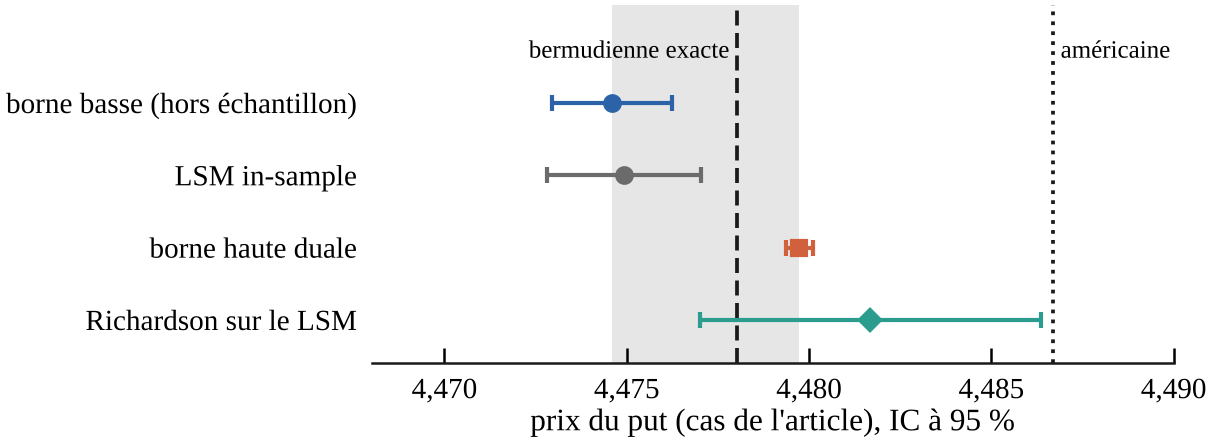 bermudienne exacte
américaine
borne basse (hors échantillon)
LSM in-sample
borne haute duale
Richardson sur le LSM
4,470 4,475 4,480 4,485 4,490
prix du put (cas de l'article), IC à 95 %